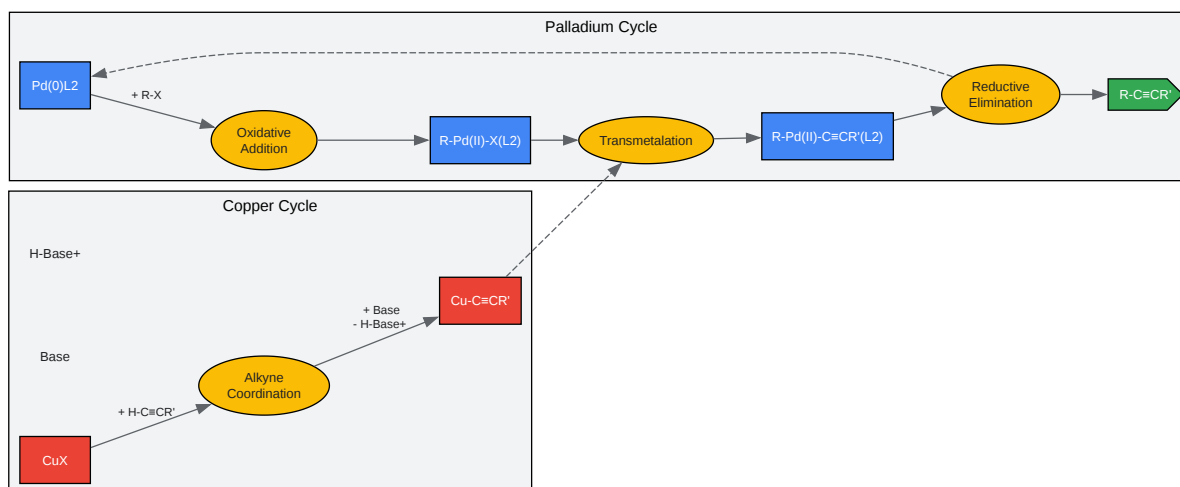 Palladium Cycle
Pd(0)L2
+ R-X
Oxidative
Addition
R-Pd(II)-X(L2)
Transmetalation
R-Pd(II)-C≡CR'(L2)
Reductive
Elimination
R-C≡CR'
Copper Cycle
H-Base+
Base
CuX
+ H-C≡CR'
Alkyne
Coordination
+ Base
- H-Base+
Cu-C≡CR'